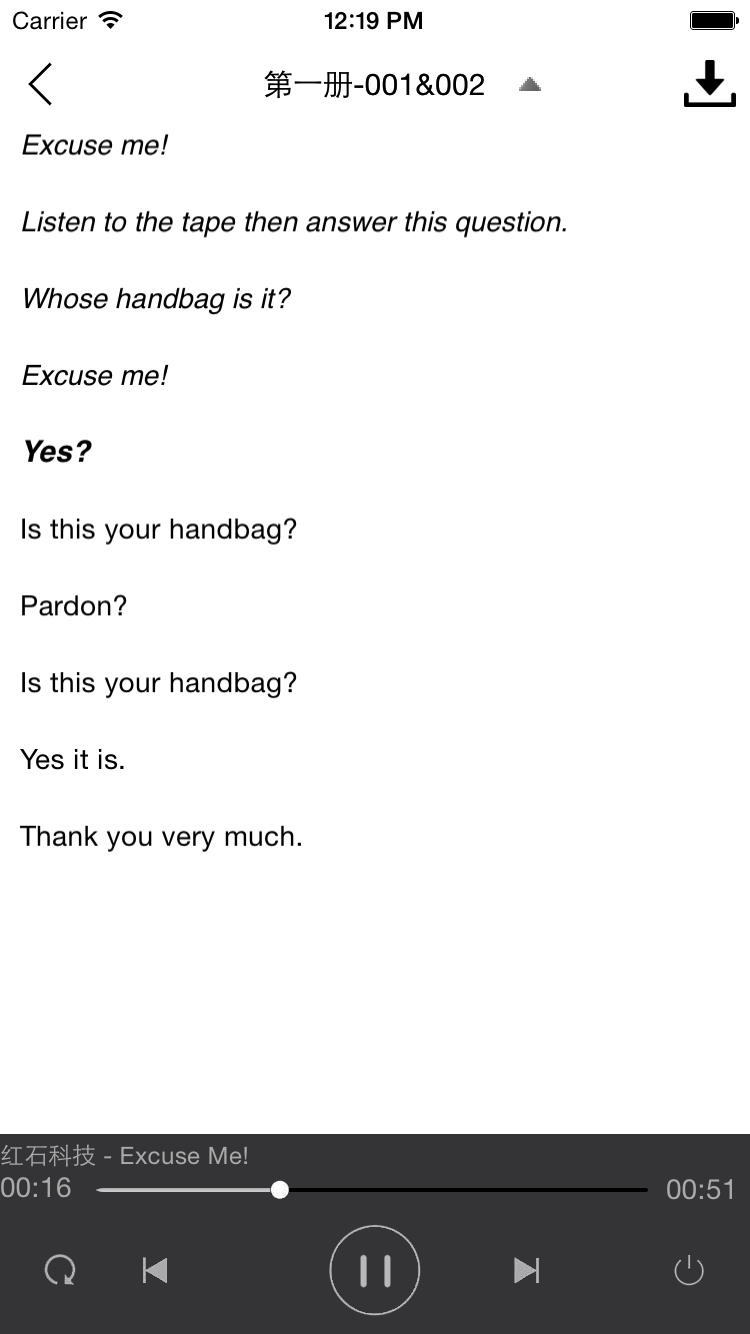 Carrier 12:19 PM
第一册-001&002
Excuse me!
Listen to the tape then answer this question.
Whose handbag is it?
Excuse me!
Yes?
Is this your handbag?
Pardon?
Is this your handbag?
Yes it is.
Thank you very much.
红石科技 - Excuse Me!
00:16 00:51